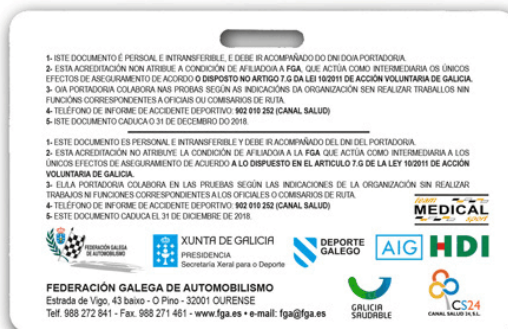 1- ISTE DOCUMENTO É PERSOAL E INTRANSFERIBLE, E DEBE IR ACOMPAÑADO DO DNI DO/A PORTADOR/A.
2- ESTA ACREDITACIÓN NON ATRIBUE A CONDICIÓN DE AFILIADO/A A FGA, QUE ACTÚA COMO INTERMEDIARIA OS ÚNICOS
EFECTOS DE ASEGURAMENTO DE ACORDO O DISPOSTO NO ARTIGO 7.G DA LEI 10/2011 DE ACCIÓN VOLUNTARIA DE GALICIA.
3- O/A PORTADOR/A COLABORA NAS PROBAS SEGÚN AS INDICACIÓNS DA ORGANIZACIÓN SEN REALIZAR TRABALLOS NIN
FUNCIÓNS CORRESPONDENTES A OFICIAIS OU COMISARIOS DE RUTA.
4- TELÉFONO DE INFORME DE ACCIDENTE DEPORTIVO: 902 010 252 (CANAL SALUD)
5- ISTE DOCUMENTO CADUCA O 31 DE DECEMBRO DO 2018.
1- ESTE DOCUMENTO ES PERSONAL E INTRANSFERIBLE Y DEBE IR ACOMPAÑADO DEL DNI DEL PORTADOR/A.
2- ESTA ACREDITACIÓN NO ATRIBUYE LA CONDICIÓN DE AFILIADO/A A LA FGA QUE ACTÚA COMO INTERMEDIARIA A LOS
ÚNICOS EFECTOS DE ASEGURAMIENTO DE ACUERDO A LO DISPUESTO EN EL ARTICULO 7.G DE LA LEY 10/2011 DE ACCIÓN
VOLUNTARIA DE GALICIA.
3- EL/LA PORTADOR/A COLABORA EN LAS PRUEBAS SEGÚN LAS INDICACIONES DE LA ORGANIZACIÓN SIN REALIZAR
TRABAJOS NI FUNCIONES CORRESPONDIENTES A LOS OFICIALES O COMISARIOS DE RUTA.
4- TELÉFONO DE INFORME DE ACCIDENTE DEPORTIVO: 902 010 252 (CANAL SALUD)
5- ESTE DOCUMENTO CADUCA EL 31 DE DICIEMBRE DE 2018.
team
MEDICAL
sport
FEDERACIÓN GALEGA
DE AUTOMOBILISMO
XUNTA DE GALICIA
PRESIDENCIA
Secretaría Xeral para o Deporte
DEPORTE
GALEGO
AIG
HDI
FEDERACIÓN GALEGA DE AUTOMOBILISMO
Estrada de Vigo, 43 baixo - O Pino - 32001 OURENSE
Telf. 988 272 841 - Fax. 988 271 461 - www.fga.es • e-mail: fga@fga.es
GALICIA
SAUDABLE
CS24
CANAL SALUD 24, S.L.